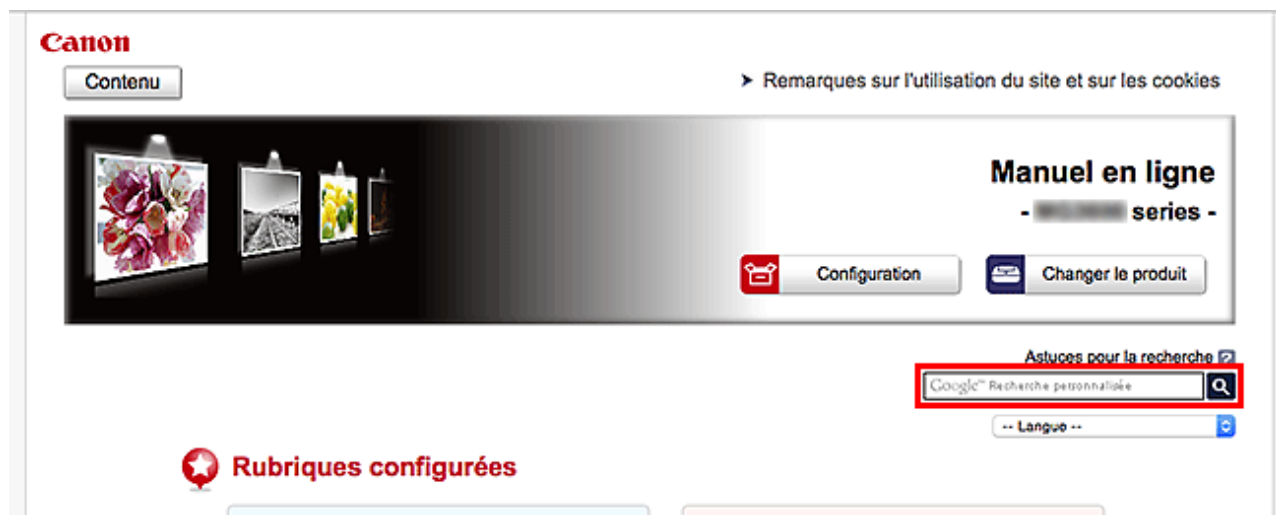 Canon
Contenu
Remarques sur l'utilisation du site et sur les cookies
Manuel en ligne
- series -
Configuration
Changer le produit
Astuces pour la recherche ?
Google™ Recherche personnalisée
-- Langue --
Rubriques configurées